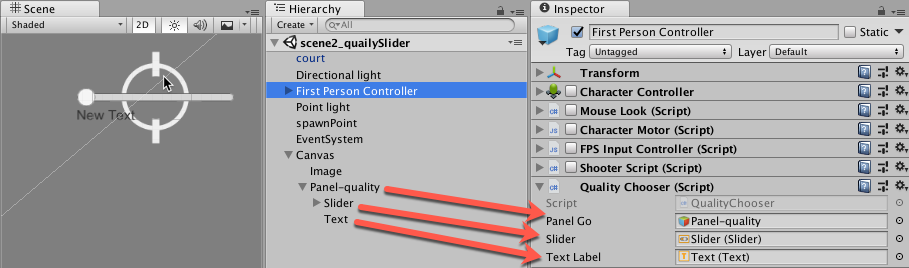 Scene
Shaded
2D
New Text
Hierarchy
Create
All
scene2_quailySlider
court
Directional light
First Person Controller
Point light
spawnPoint
EventSystem
Canvas
Image
Panel-quality
Slider
Text
Inspector
First Person Controller
Static
Tag Untagged Layer Default
Transform
Character Controller
Mouse Look (Script)
Character Motor (Script)
FPS Input Controller (Script)
Shooter Script (Script)
Quality Chooser (Script)
Script QualityChooser
Panel Go Panel-quality
Slider Slider (Slider)
Text Label Text (Text)